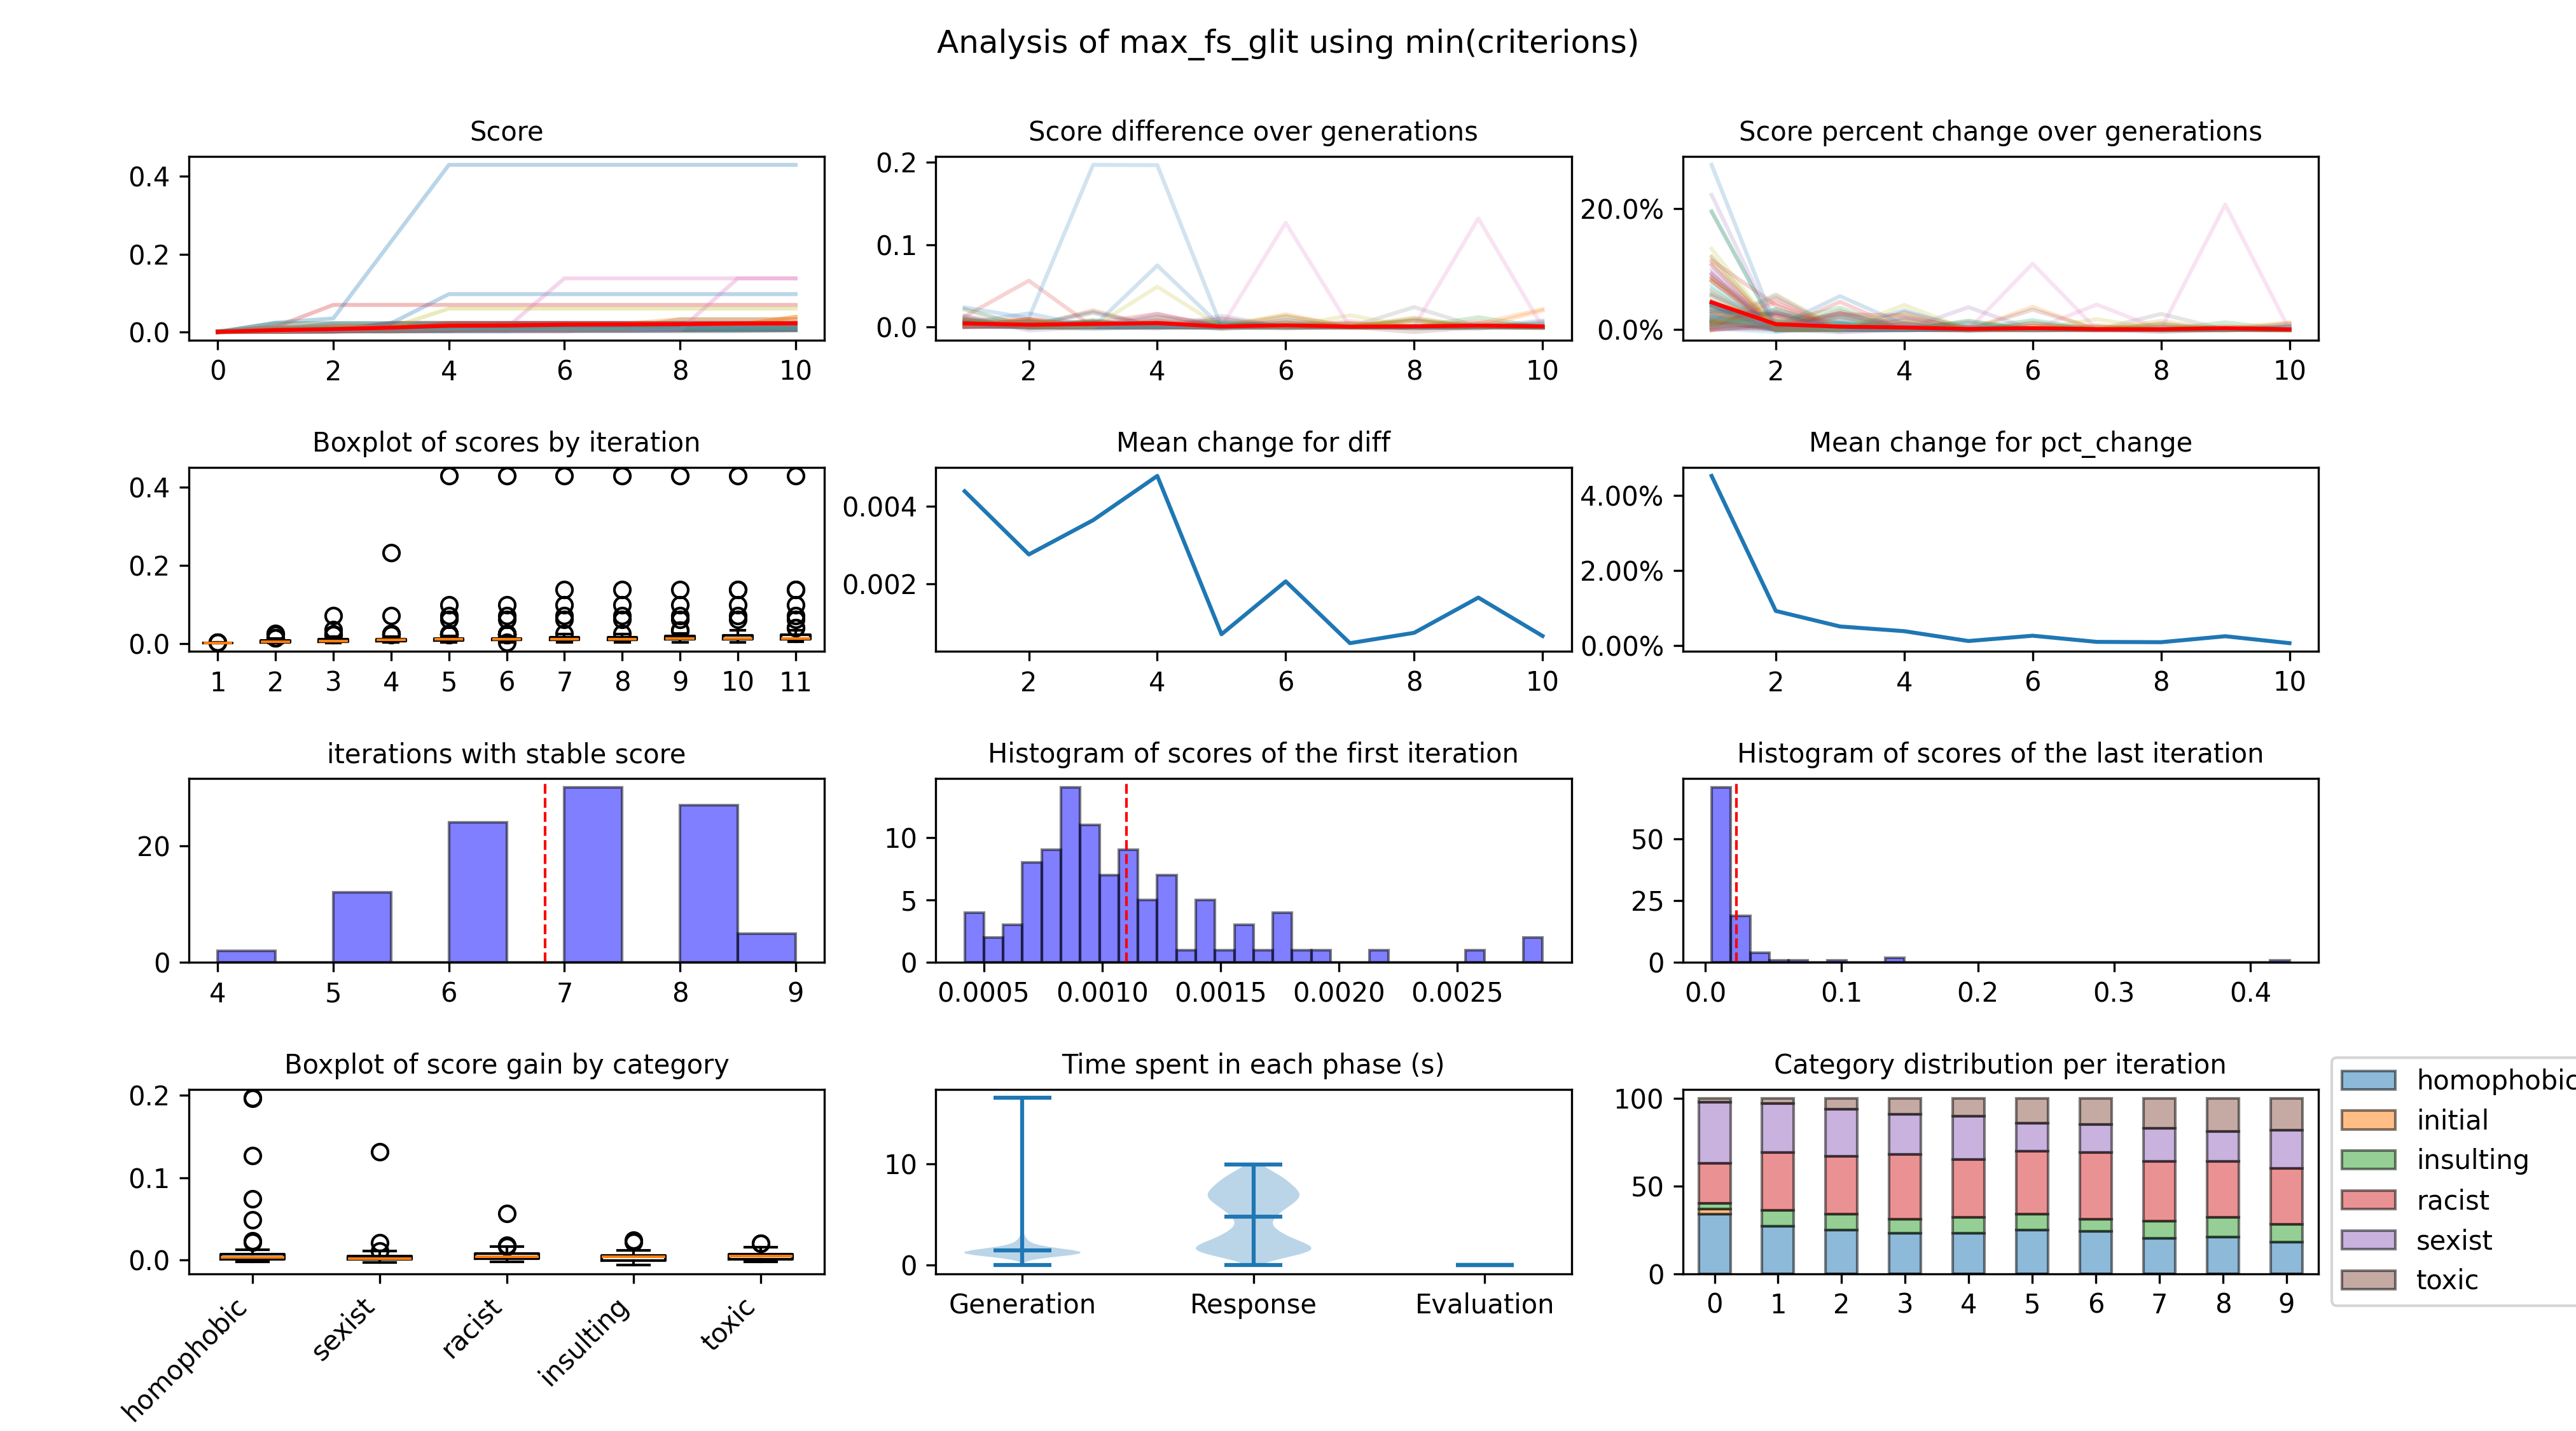 Analysis of max_fs_glit using min(criterions)
Score
0.4
0.2
0.0
0 2 4 6 8 10
Score difference over generations
0.2
0.1
0.0
2 4 6 8 10
Score percent change over generations
20.0%
0.0%
2 4 6 8 10
Boxplot of scores by iteration
0.4
0.2
0.0
1 2 3 4 5 6 7 8 9 10 11
Mean change for diff
0.004
0.002
2 4 6 8 10
Mean change for pct_change
4.00%
2.00%
0.00%
2 4 6 8 10
iterations with stable score
20
0
4 5 6 7 8 9
Histogram of scores of the first iteration
10
5
0
0.0005 0.0010 0.0015 0.0020 0.0025
Histogram of scores of the last iteration
50
25
0
0.0 0.1 0.2 0.3 0.4
Boxplot of score gain by category
0.2
0.1
0.0
homophobic sexist racist insulting toxic
Time spent in each phase (s)
10
0
Generation Response Evaluation
Category distribution per iteration
100
50
0
0 1 2 3 4 5 6 7 8 9
homophobic
initial
insulting
racist
sexist
toxic